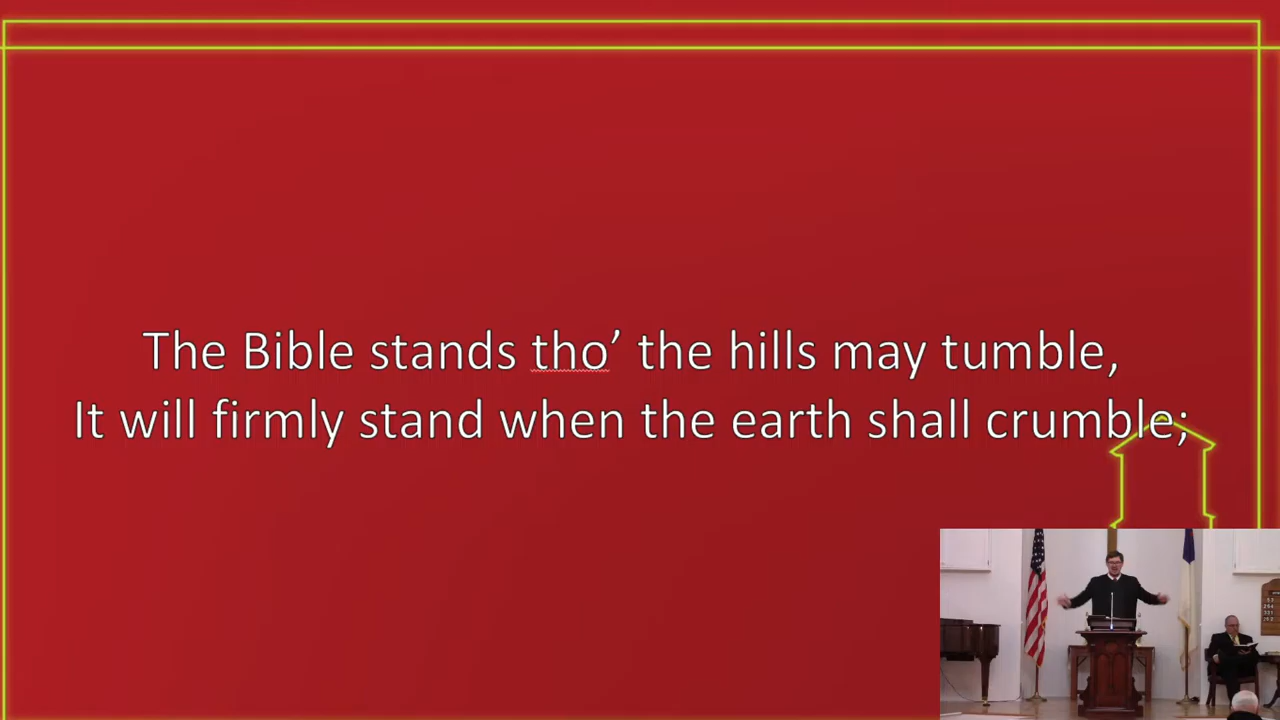 The Bible stands tho’ the hills may tumble,
It will firmly stand when the earth shall crumble;